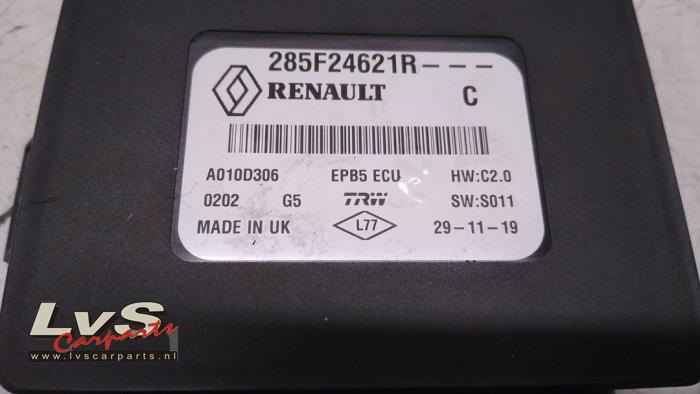 285F24621R---
RENAULT C
A010D306 EPB5 ECU HW:C2.0
0202 G5 TRW SW:S011
MADE IN UK L77 29-11-19
LvS
Carparts
www.lvscarparts.nl